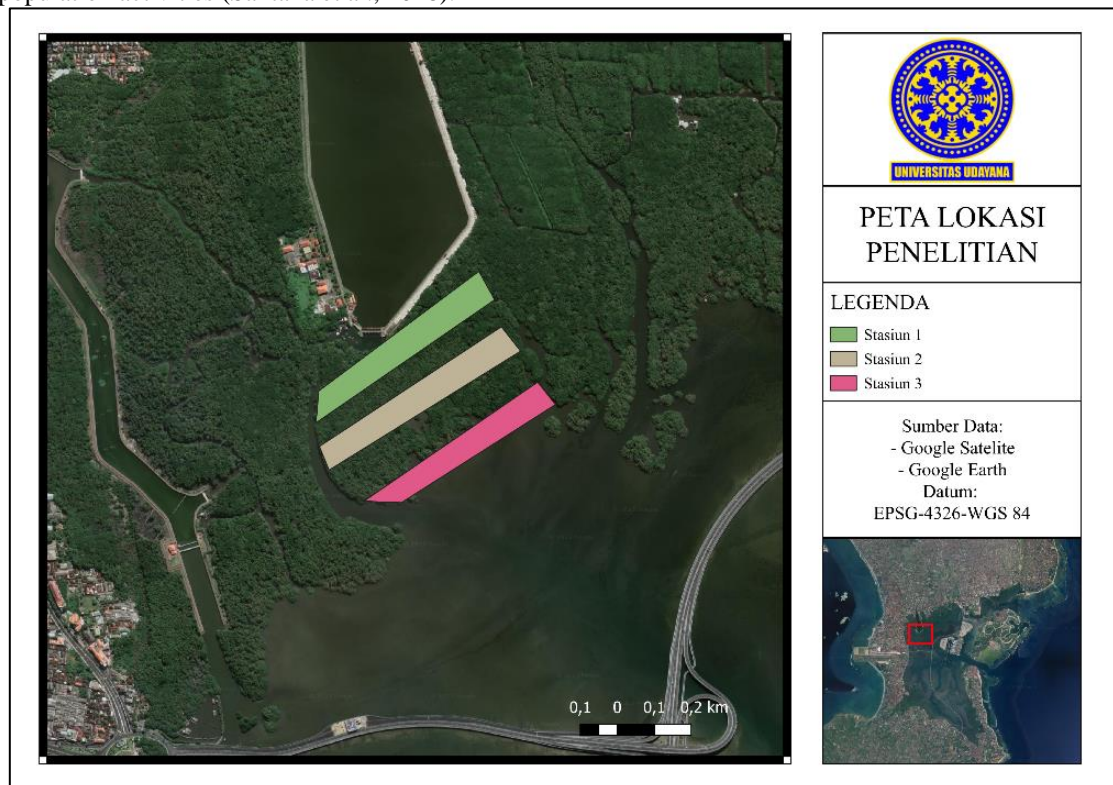 population
UNIVERSITAS UDAYANA
PETA LOKASI
PENELITIAN
LEGENDA
Stasiun 1
Stasiun 2
Stasiun 3
Sumber Data:
- Google Satelite
- Google Earth
Datum:
EPSG-4326-WGS 84
0,1 0 0,1 0,2 km